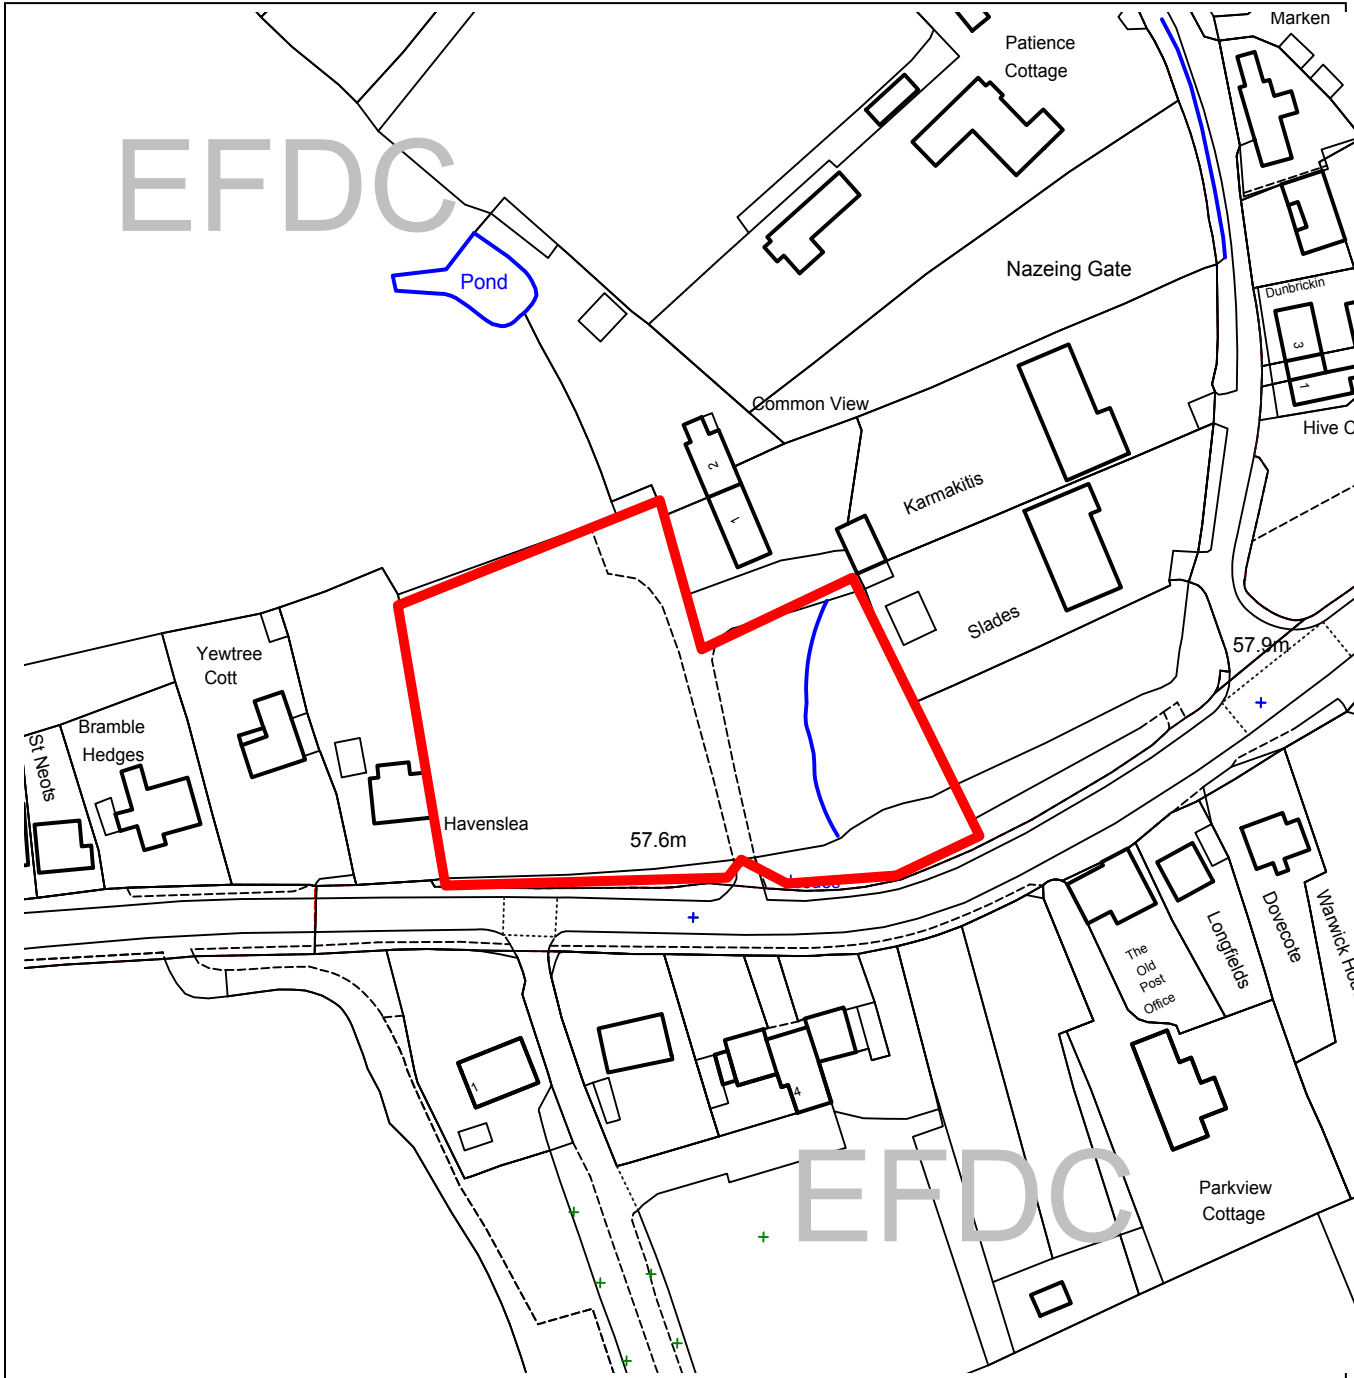 Marken
Patience
Cottage
EFDC
Pond
Nazeing Gate
Dunbrickin
3
1
Common View
Hive C
2
1
Karmakitis
Slades
57.9m
Yewtree
Cott
Bramble
Hedges
St Neots
Havenslea
57.6m
The
Old
Post
Office
Longfields
Dovecote
Warwick Hou
1
4
EFDC
Parkview
Cottage